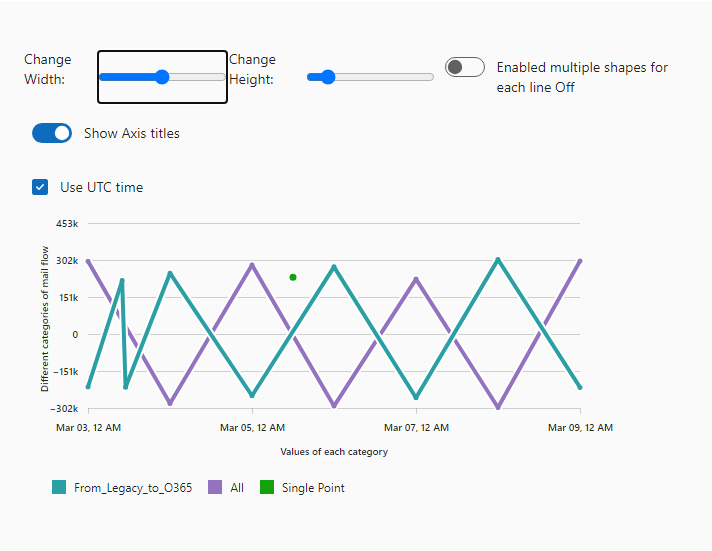 Change
Width:
Change
Height:
Enabled multiple shapes for
each line Off
Show Axis titles
Use UTC time
Different categories of mail flow
453k
302k
151k
0
−151k
−302k
Mar 03, 12 AM
Mar 05, 12 AM
Mar 07, 12 AM
Mar 09, 12 AM
Values of each category
From_Legacy_to_O365
All
Single Point